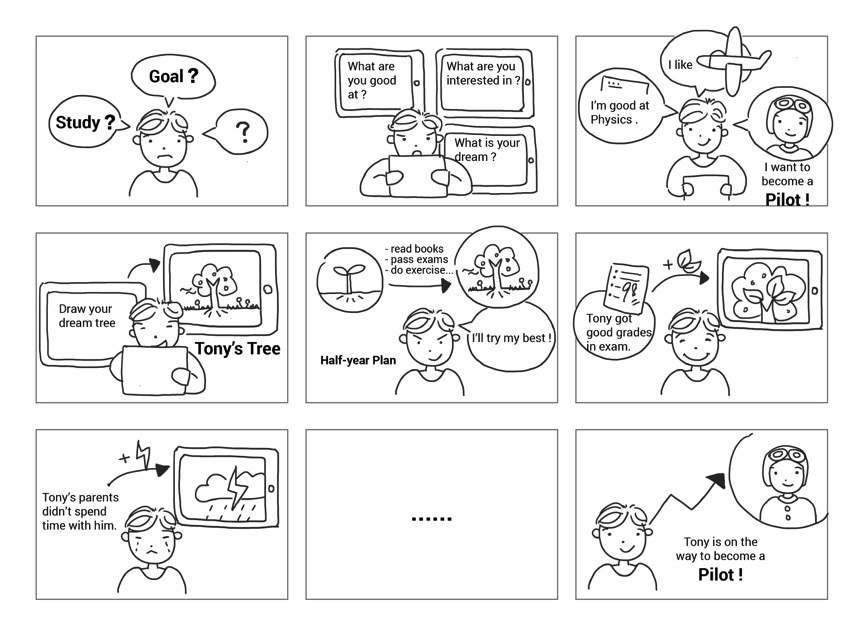 Goal ?
Study ?
?
What are
you good
at ?
What are you
interested in ?
What is your
dream ?
I like
I'm good at
Physics .
I want to
become a
Pilot !
Draw your
dream tree
Tony's Tree
- read books
- pass exams
- do exercise...
I'll try my best !
Half-year Plan
+
98
Tony got
good grades
in exam.
+
Tony's parents
didn't spend
time with him.
......
Tony is on the
way to become a
Pilot !